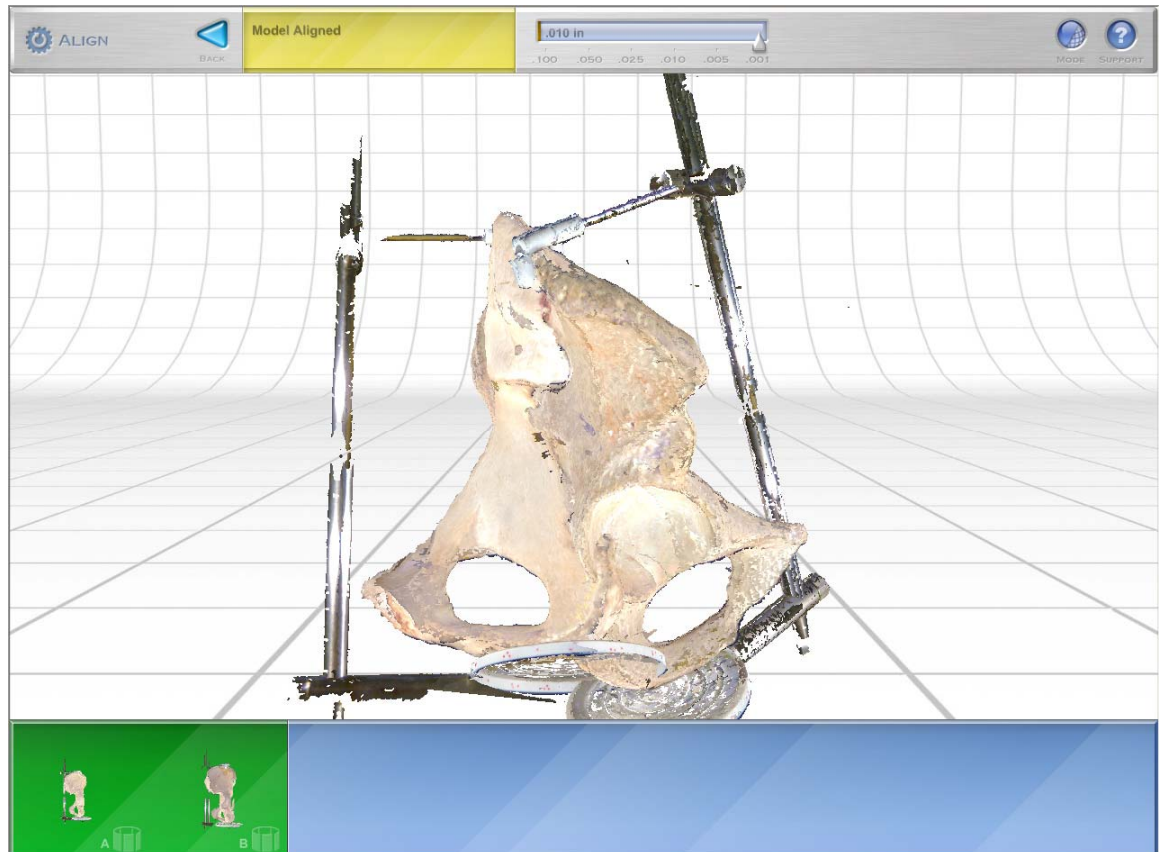 ALIGN
BACK
Model Aligned
.010 in
.100 .050 .025 .010 .005 .001
MODE
SUPPORT
A
B